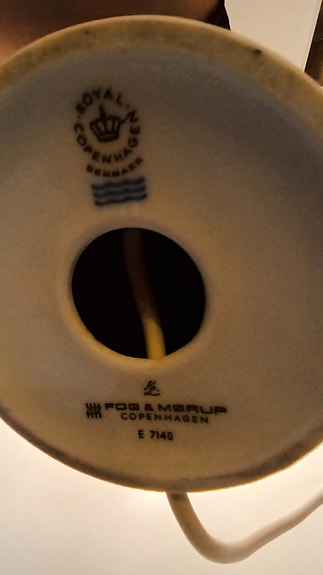 ROYAL
COPENHAGEN
DENMARK
FOG & MØRUP
COPENHAGEN
E 7140